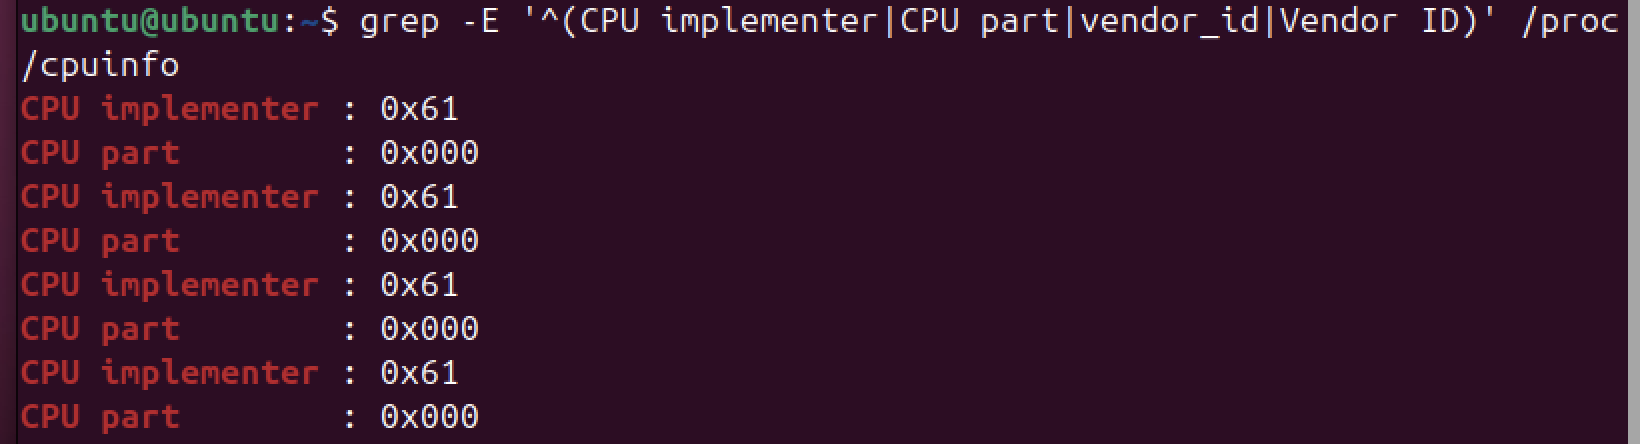 ubuntu@ubuntu:~$ grep -E '^(CPU implementer|CPU part|vendor_id|Vendor ID)' /proc
/cpuinfo
CPU implementer : 0x61
CPU part        : 0x000
CPU implementer : 0x61
CPU part        : 0x000
CPU implementer : 0x61
CPU part        : 0x000
CPU implementer : 0x61
CPU part        : 0x000